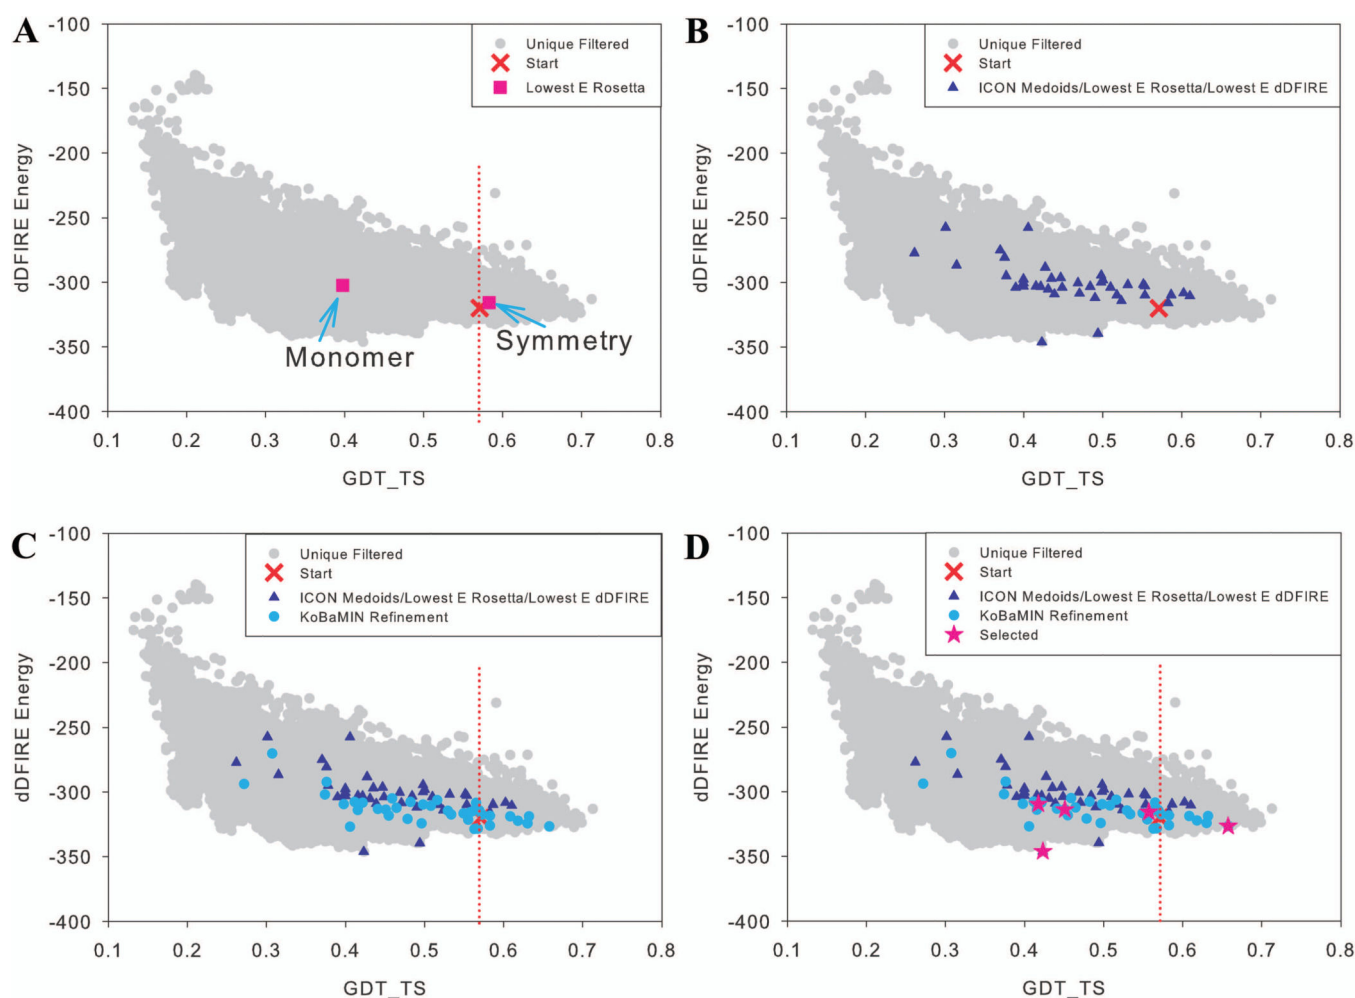 A
dDFIRE Energy
-100
-150
-200
-250
-300
-350
-400
Unique Filtered
Start
Lowest E Rosetta
Monomer
Symmetry
0.1 0.2 0.3 0.4 0.5 0.6 0.7 0.8
GDT_TS
B
dDFIRE Energy
-100
-150
-200
-250
-300
-350
-400
Unique Filtered
Start
ICON Medoids/Lowest E Rosetta/Lowest E dDFIRE
0.1 0.2 0.3 0.4 0.5 0.6 0.7 0.8
GDT_TS
C
dDFIRE Energy
-100
-150
-200
-250
-300
-350
-400
Unique Filtered
Start
ICON Medoids/Lowest E Rosetta/Lowest E dDFIRE
KoBaMIN Refinement
0.1 0.2 0.3 0.4 0.5 0.6 0.7 0.8
GDT_TS
D
dDFIRE Energy
-100
-150
-200
-250
-300
-350
-400
Unique Filtered
Start
ICON Medoids/Lowest E Rosetta/Lowest E dDFIRE
KoBaMIN Refinement
Selected
0.1 0.2 0.3 0.4 0.5 0.6 0.7 0.8
GDT_TS